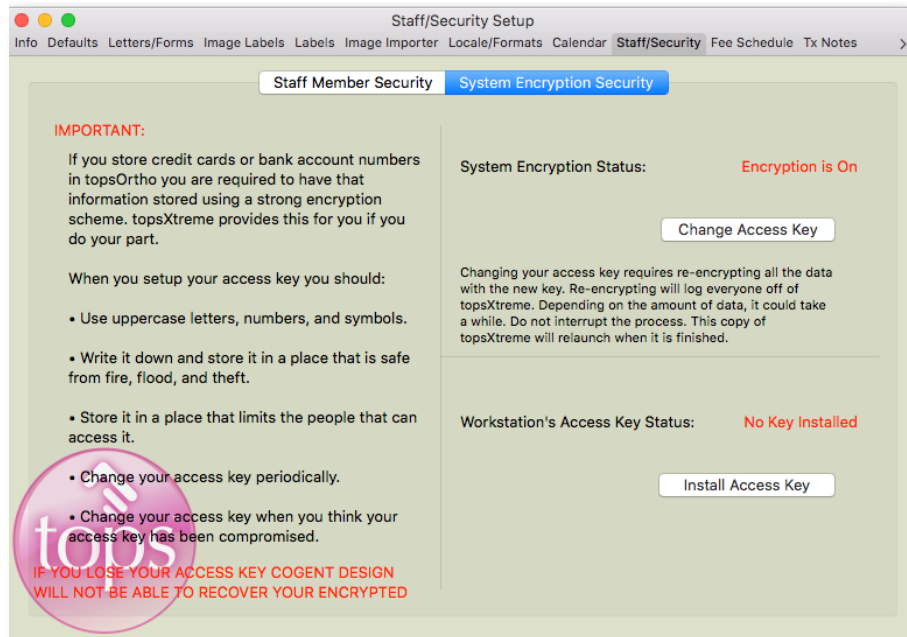 Staff/Security Setup
Info Defaults Letters/Forms Image Labels Labels Image Importer Locale/Formats Calendar Staff/Security Fee Schedule Tx Notes >
Staff Member Security System Encryption Security
IMPORTANT:
If you store credit cards or bank account numbers
in topsOrtho you are required to have that
information stored using a strong encryption
scheme. topsXtreme provides this for you if you
do your part.
When you setup your access key you should:
• Use uppercase letters, numbers, and symbols.
• Write it down and store it in a place that is safe
from fire, flood, and theft.
• Store it in a place that limits the people that can
access it.
• Change your access key periodically.
• Change your access key when you think your
access key has been compromised.
IF YOU LOSE YOUR ACCESS KEY COGENT DESIGN
WILL NOT BE ABLE TO RECOVER YOUR ENCRYPTED
tops
System Encryption Status: Encryption is On
Change Access Key
Changing your access key requires re-encrypting all the data
with the new key. Re-encrypting will log everyone off of
topsXtreme. Depending on the amount of data, it could take
a while. Do not interrupt the process. This copy of
topsXtreme will relaunch when it is finished.
Workstation's Access Key Status: No Key Installed
Install Access Key